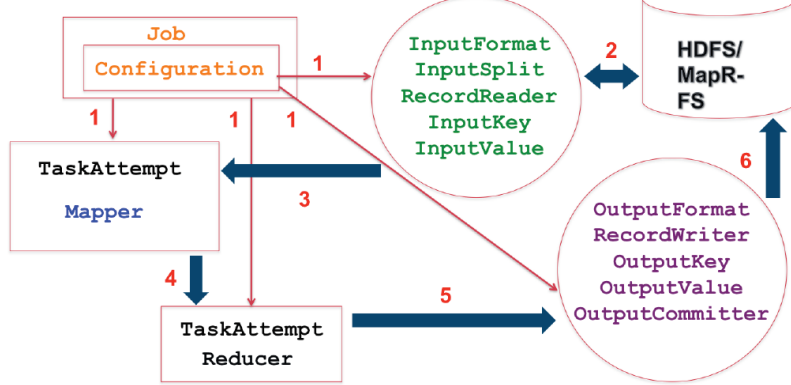 Job
Configuration
1
InputFormat
InputSplit
RecordReader
InputKey
InputValue
2
HDFS/
MapR-
FS
1
1
1
TaskAttempt
Mapper
3
6
OutputFormat
RecordWriter
OutputKey
OutputValue
OutputCommitter
4
5
TaskAttempt
Reducer